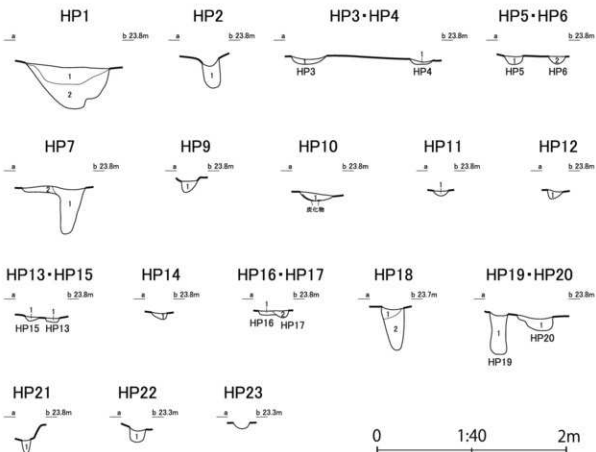 HP1 HP2 HP3・HP4 HP5・HP6
a b 23.8m a b 23.8m a b 23.8m a b 23.8m
1 1 1 1 1 2
2 HP3 HP4 HP5 HP6
HP7 HP9 HP10 HP11 HP12
a b 23.8m a b 23.8m a b 23.8m a b 23.8m a b 23.8m
2 1 1 1 1 1
炭化物
HP13・HP15 HP14 HP16・HP17 HP18 HP19・HP20
a b 23.8m a b 23.8m a b 23.8m a b 23.7m a b 23.8m
1 1 1 1 2 1 2 1 1
HP15 HP13 HP16 HP17 HP19 HP20
HP21 HP22 HP23
a b 23.8m a b 23.3m a b 23.3m
1 1
0 1:40 2m